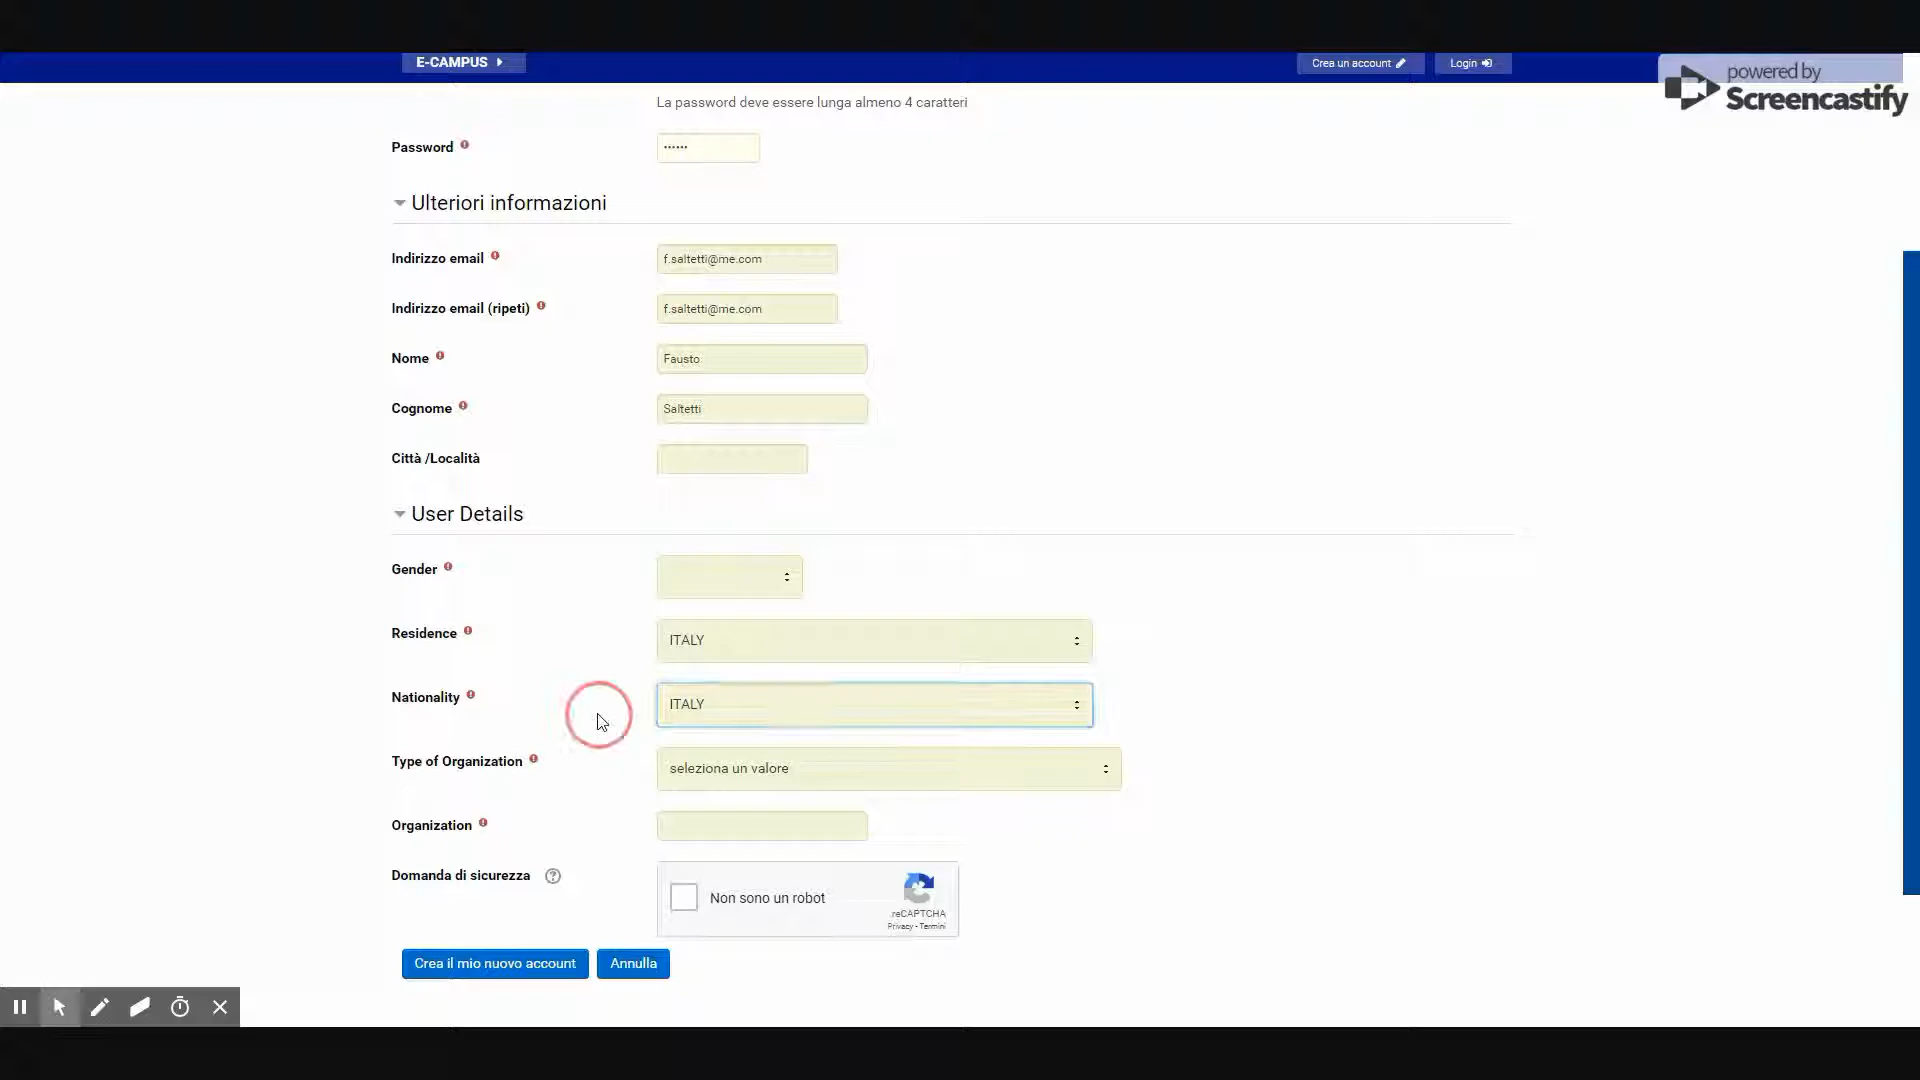 E-CAMPUS
Crea un account
Login
powered by
Screencastify
La password deve essere lunga almeno 4 caratteri
Password
••••••
Ulteriori informazioni
Indirizzo email
f.saltetti@me.com
Indirizzo email (ripeti)
f.saltetti@me.com
Nome
Fausto
Cognome
Saltetti
Città /Località
User Details
Gender
Residence
ITALY
Nationality
ITALY
Type of Organization
seleziona un valore
Organization
Domanda di sicurezza
Non sono un robot
reCAPTCHA
Privacy - Termini
Crea il mio nuovo account
Annulla